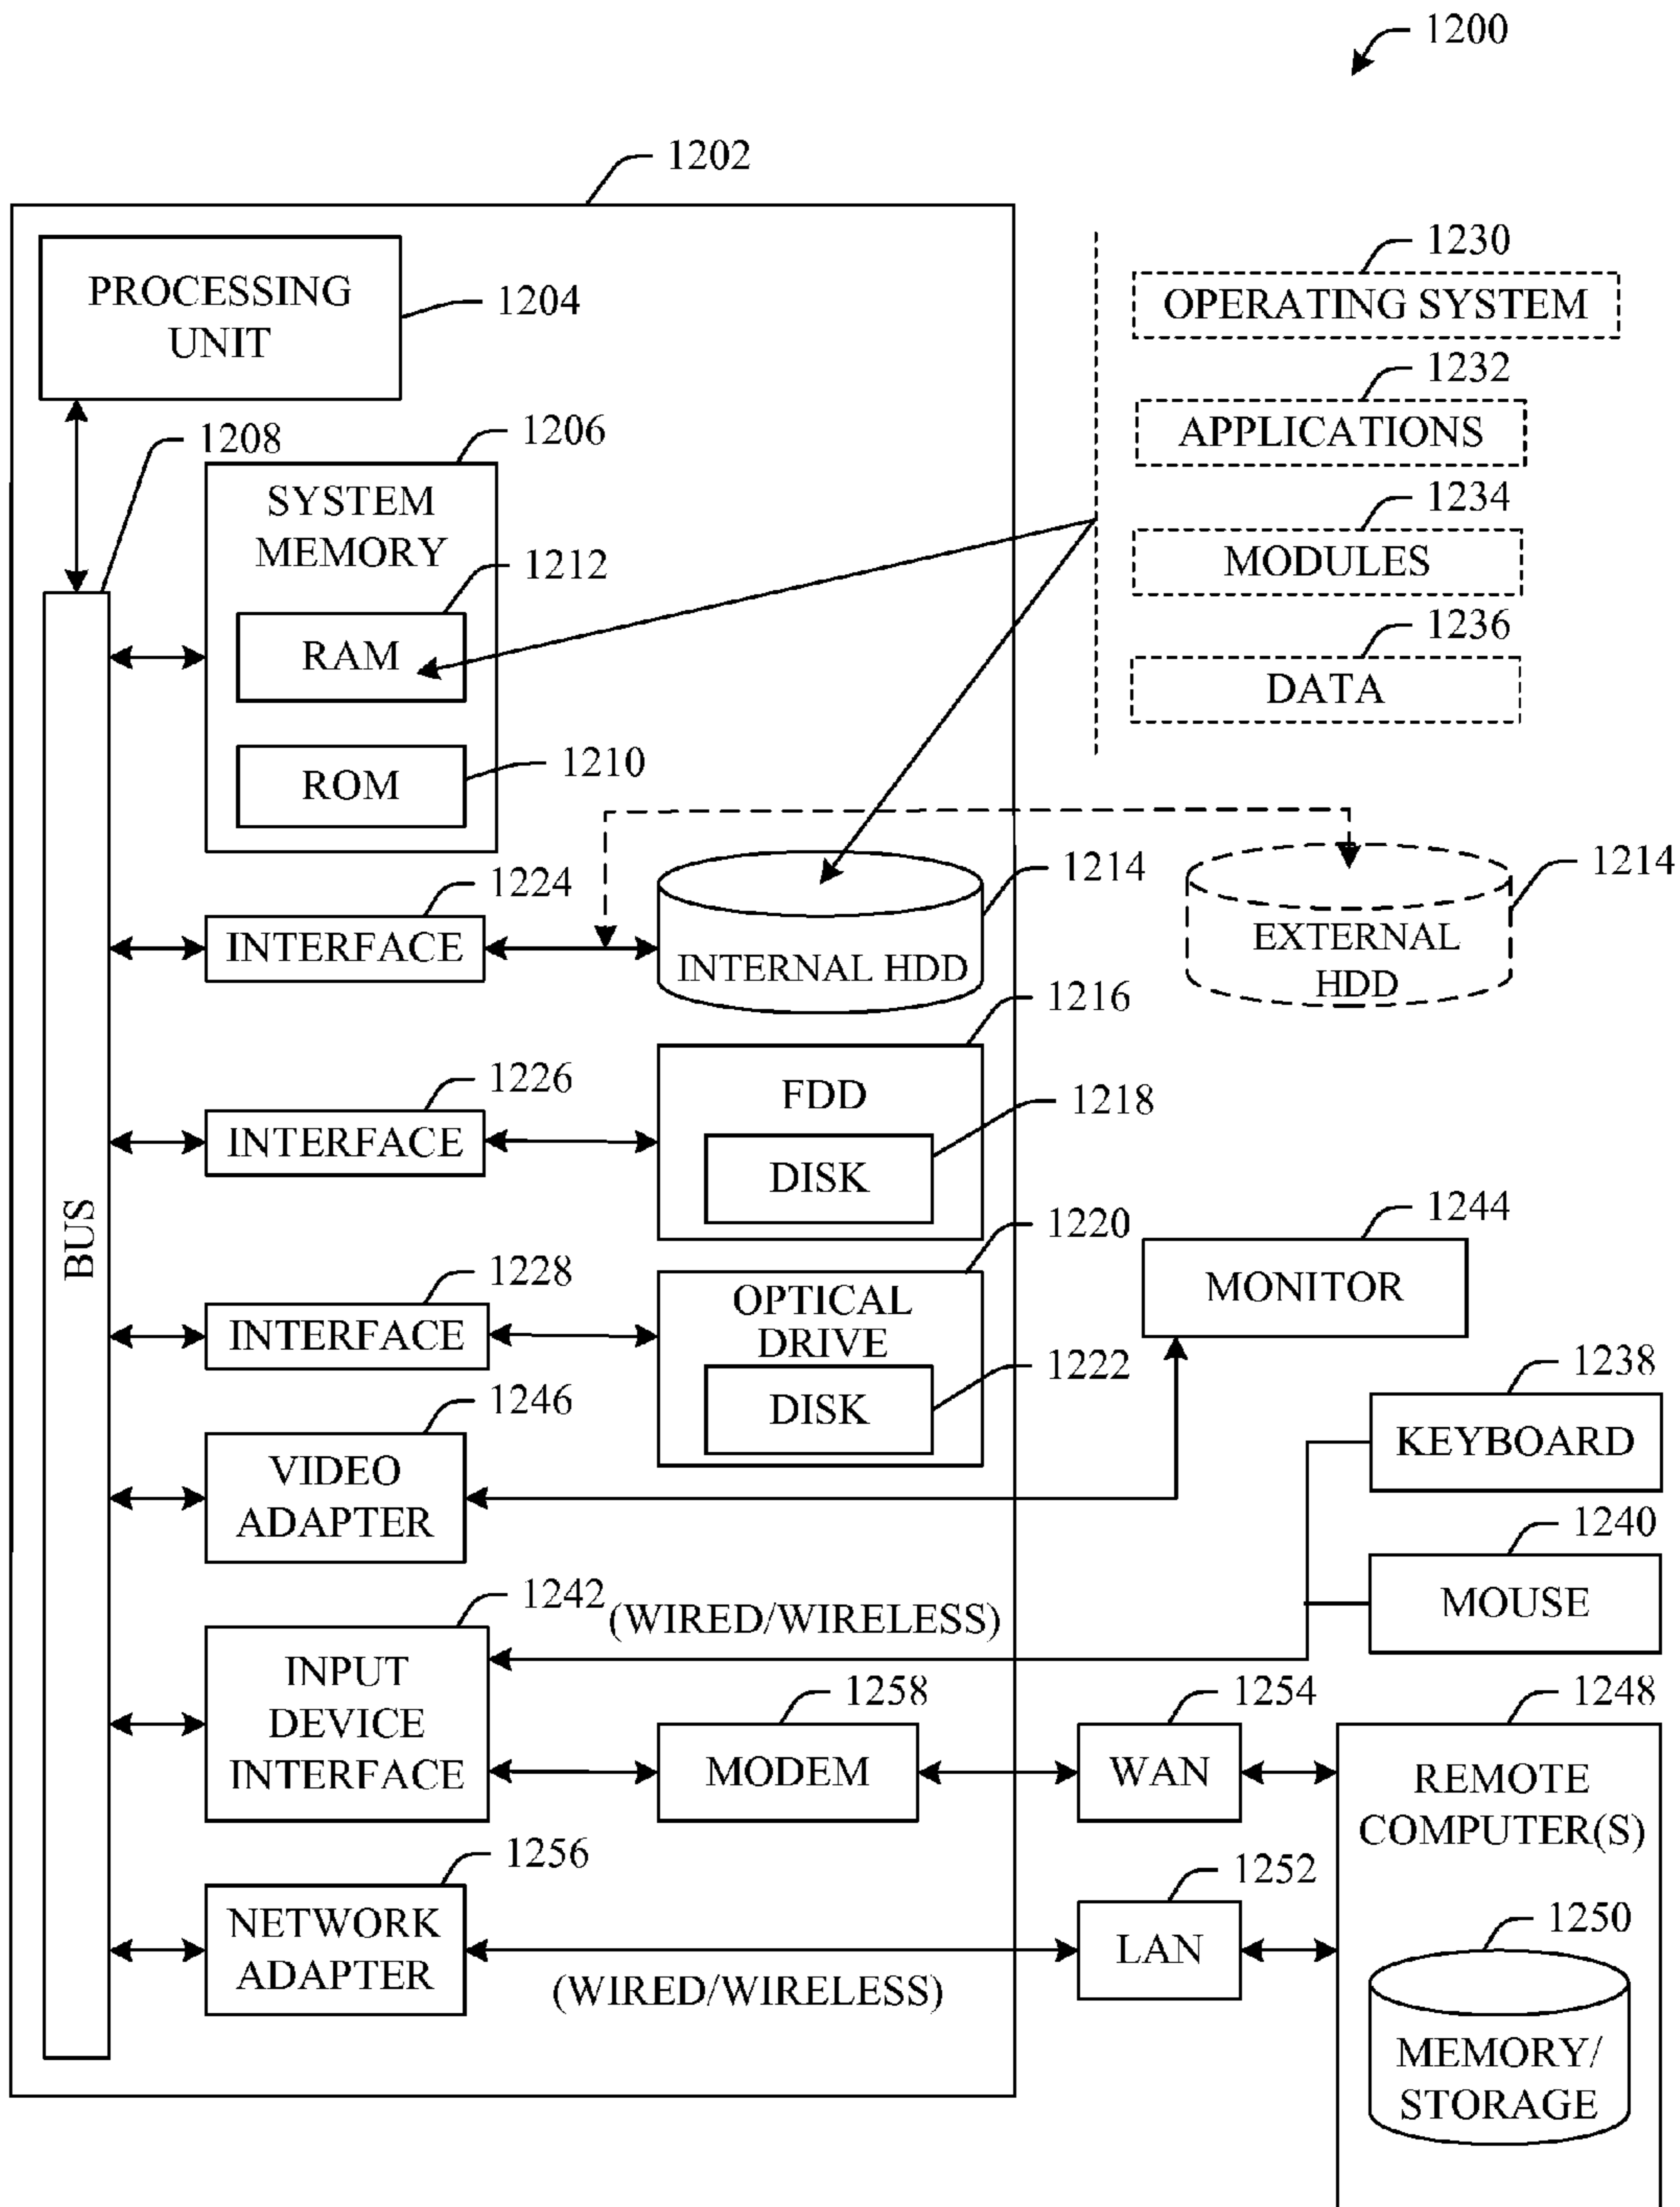 1200
1202
PROCESSING
UNIT
1204
1230
OPERATING SYSTEM
1232
APPLICATIONS
1234
MODULES
1236
DATA
1208
1206
SYSTEM
MEMORY
1212
RAM
1210
ROM
1224
INTERFACE
1214
INTERNAL HDD
1214
EXTERNAL
HDD
1216
FDD
1226
INTERFACE
1218
DISK
BUS
1228
INTERFACE
1220
OPTICAL
DRIVE
1222
DISK
1244
MONITOR
1246
VIDEO
ADAPTER
1238
KEYBOARD
1240
MOUSE
1242
(WIRED/WIRELESS)
INPUT
DEVICE
INTERFACE
1258
MODEM
1254
WAN
1248
REMOTE
COMPUTER(S)
1256
NETWORK
ADAPTER
(WIRED/WIRELESS)
1252
LAN
1250
MEMORY/
STORAGE